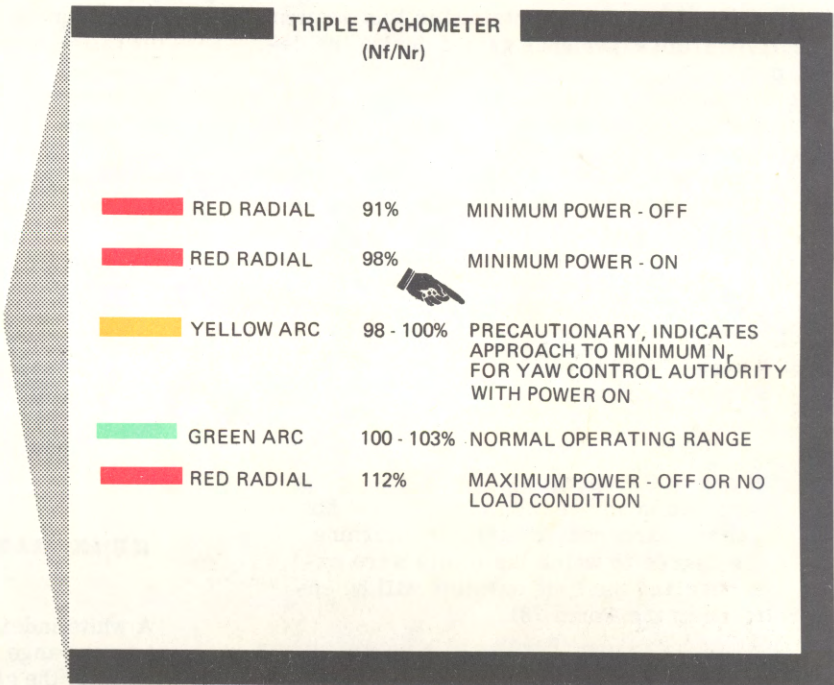 TRIPLE TACHOMETER
(Nf/Nr)
RED RADIAL 91% MINIMUM POWER - OFF
RED RADIAL 98% MINIMUM POWER - ON
YELLOW ARC 98 - 100% PRECAUTIONARY, INDICATES
APPROACH TO MINIMUM Nr
FOR YAW CONTROL AUTHORITY
WITH POWER ON
GREEN ARC 100 - 103% NORMAL OPERATING RANGE
RED RADIAL 112% MAXIMUM POWER - OFF OR NO
LOAD CONDITION